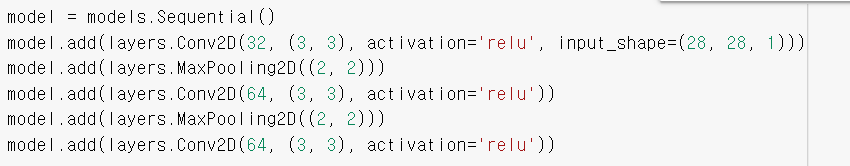 model = models.Sequential()
model.add(layers.Conv2D(32, (3, 3), activation='relu', input_shape=(28, 28, 1)))
model.add(layers.MaxPooling2D((2, 2)))
model.add(layers.Conv2D(64, (3, 3), activation='relu'))
model.add(layers.MaxPooling2D((2, 2)))
model.add(layers.Conv2D(64, (3, 3), activation='relu'))